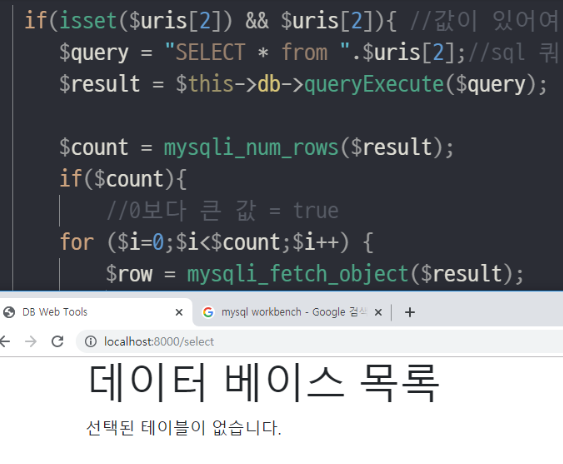 if(isset($uris[2]) && $uris[2]){ //값이 있어여
$query = "SELECT * from ".$uris[2];//sql 쿼
$result = $this->db->queryExecute($query);
$count = mysqli_num_rows($result);
if($count){
//0보다 큰 값 = true
for ($i=0;$i<$count;$i++) {
$row = mysqli_fetch_object($result);
DB Web Tools × mysql workbench - Google 검색 × +
localhost:8000/select
데이터 베이스 목록
선택된 테이블이 없습니다.